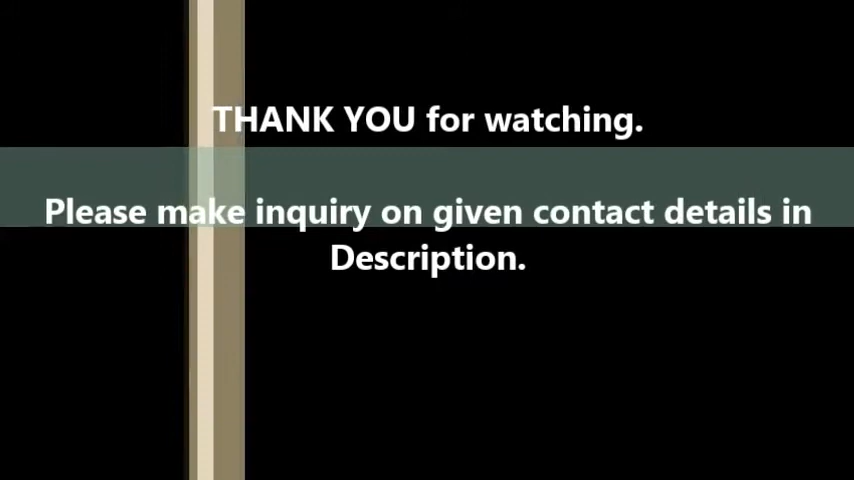 THANK YOU for watching.
Please make inquiry on given contact details in
Description.